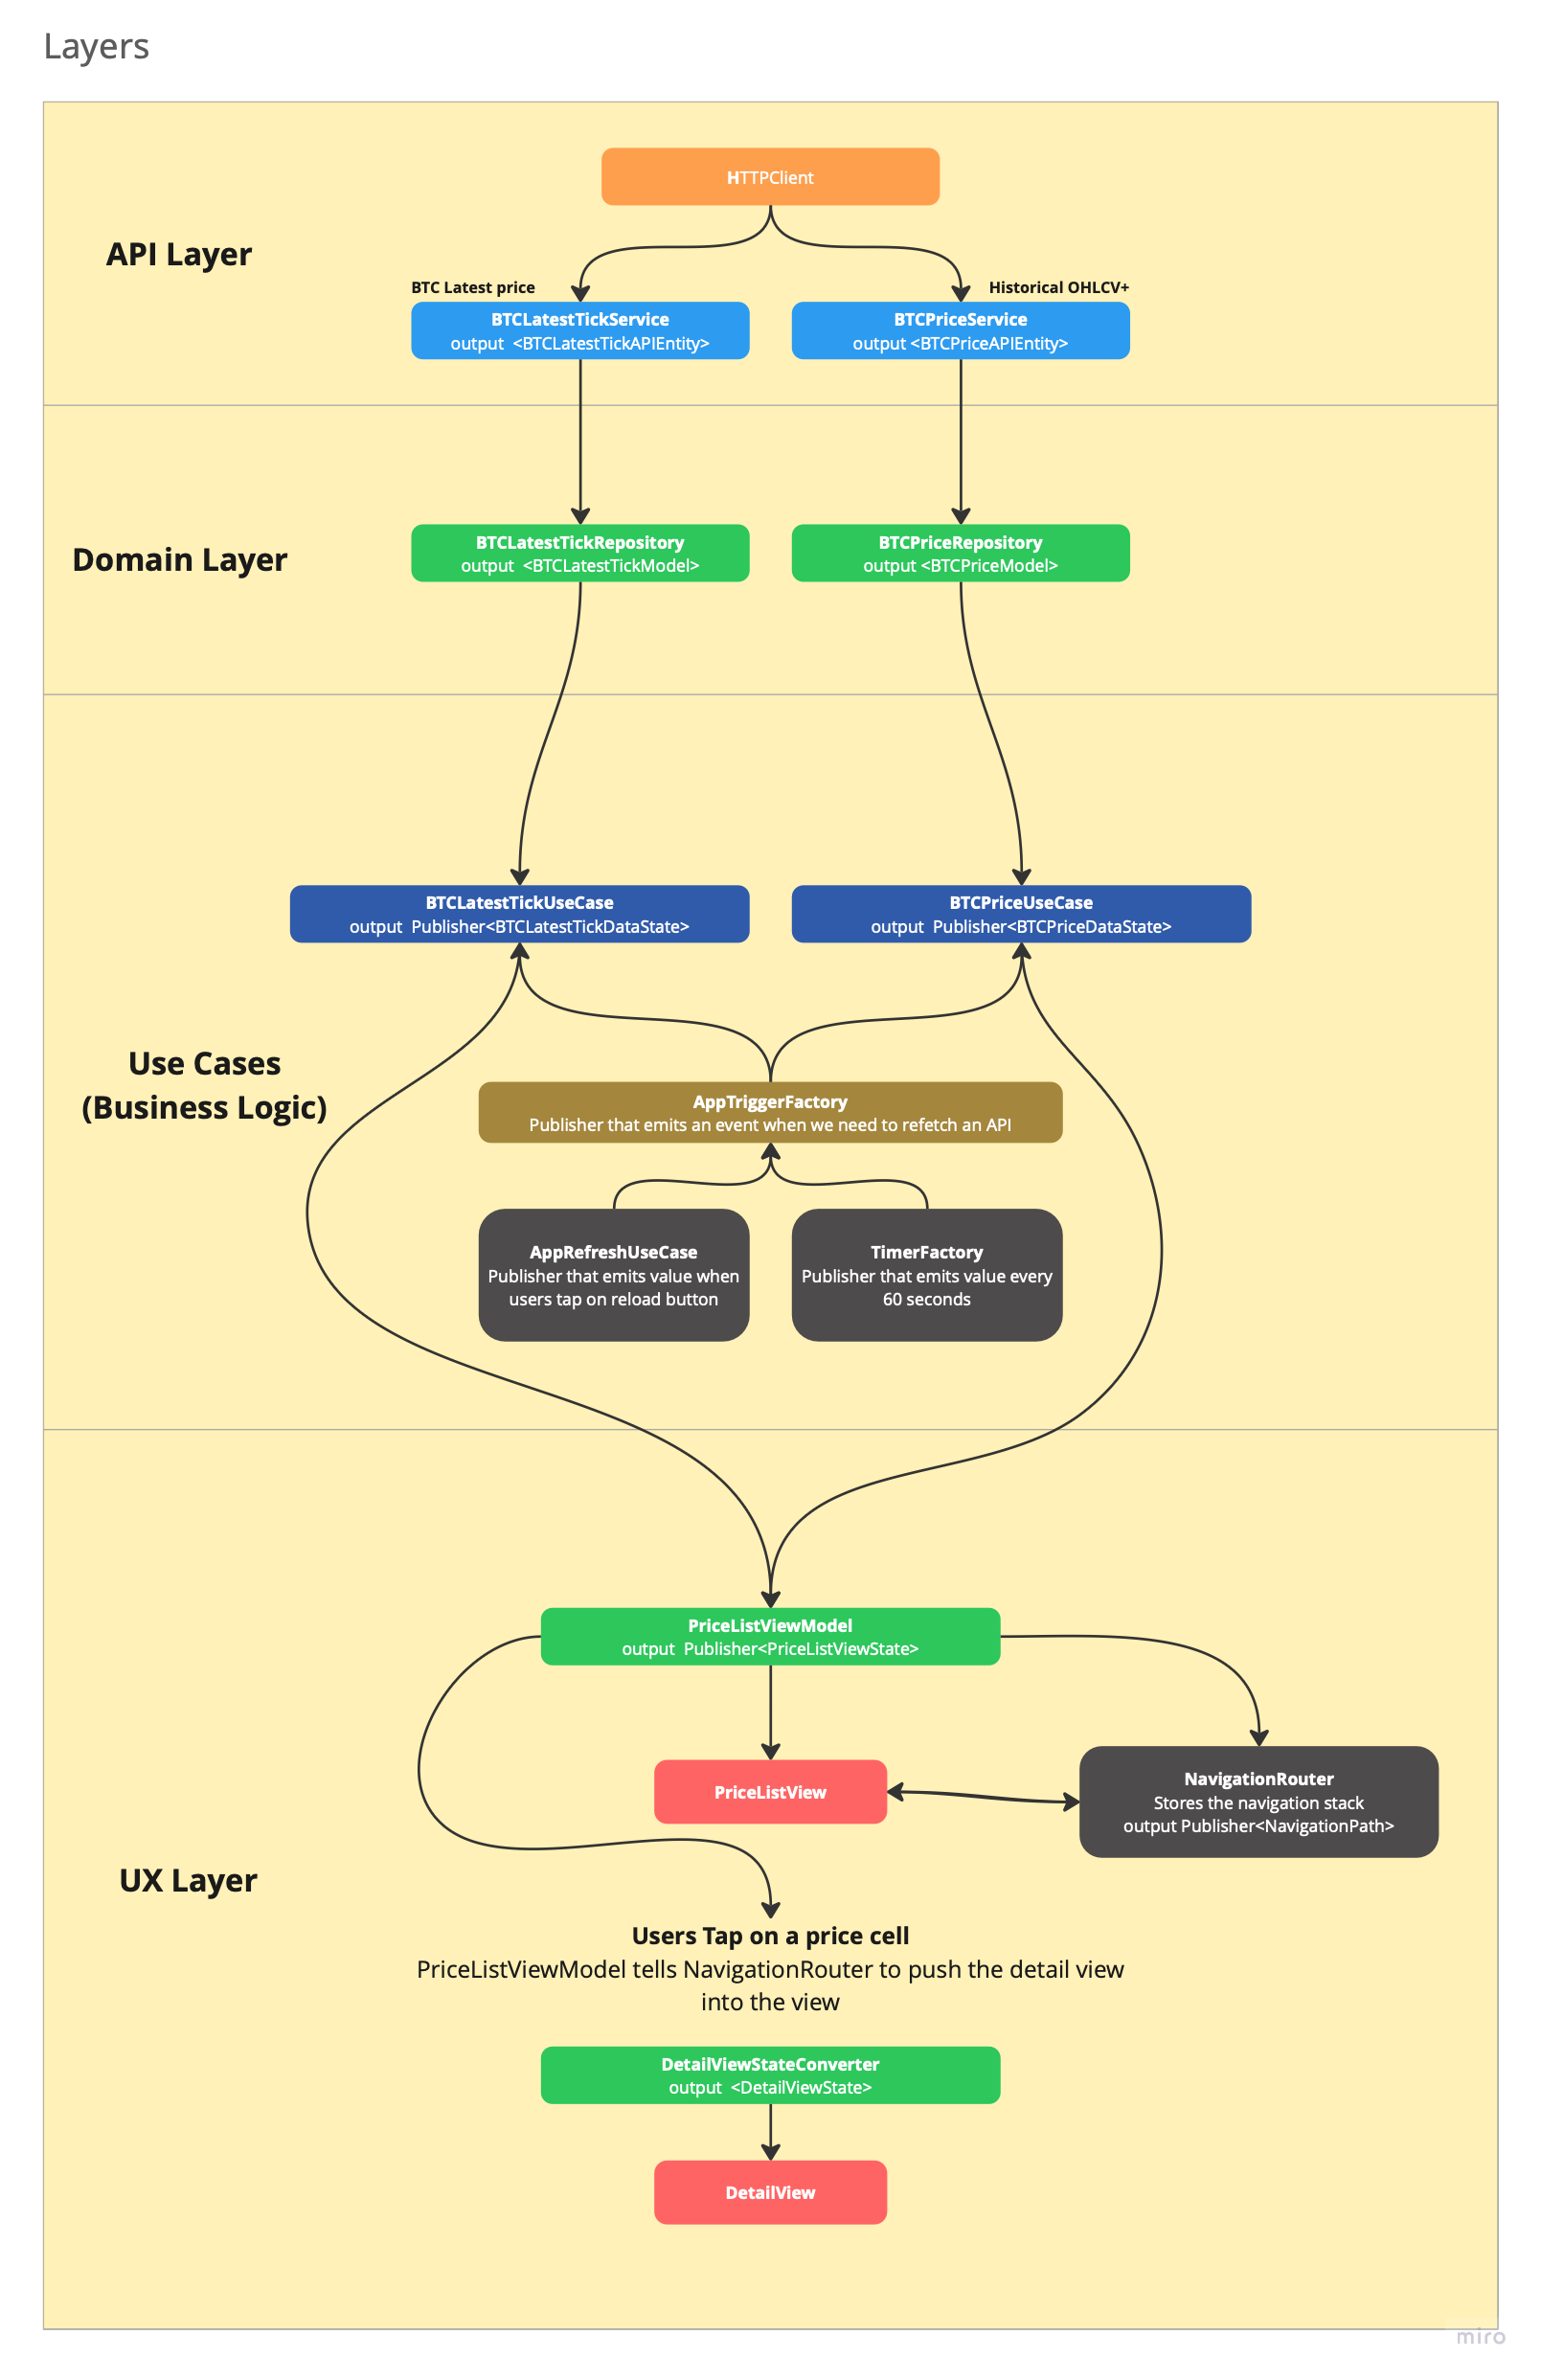 Layers
API Layer
HTTPClient
BTC Latest price
Historical OHLCV+
BTCLatestTickService
output  <BTCLatestTickAPIEntity>
BTCPriceService
output <BTCPriceAPIEntity>
Domain Layer
BTCLatestTickRepository
output  <BTCLatestTickModel>
BTCPriceRepository
output <BTCPriceModel>
Use Cases
(Business Logic)
BTCLatestTickUseCase
output  Publisher<BTCLatestTickDataState>
BTCPriceUseCase
output  Publisher<BTCPriceDataState>
AppTriggerFactory
Publisher that emits an event when we need to refetch an API
AppRefreshUseCase
Publisher that emits value when
users tap on reload button
TimerFactory
Publisher that emits value every
60 seconds
UX Layer
PriceListViewModel
output  Publisher<PriceListViewState>
PriceListView
NavigationRouter
Stores the navigation stack
output Publisher<NavigationPath>
Users Tap on a price cell
PriceListViewModel tells NavigationRouter to push the detail view
into the view
DetailViewStateConverter
output  <DetailViewState>
DetailView
miro